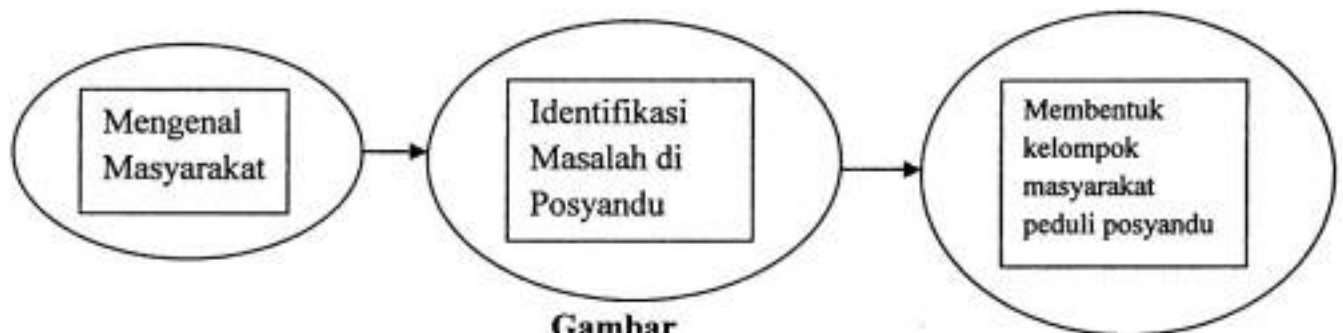 Mengenal
Masyarakat
Identifikasi
Masalah di
Posyandu
Membentuk
kelompok
masyarakat
peduli posyandu
Gambar